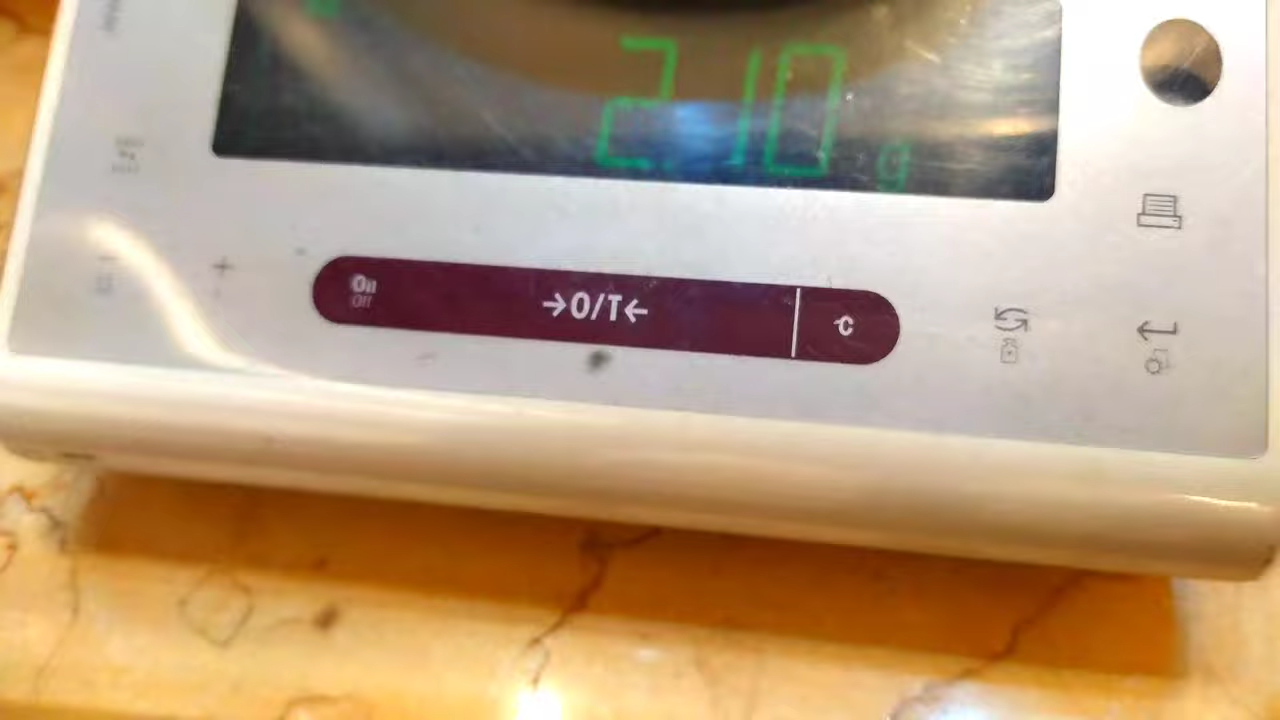 2.10 g
On
Off
→0/T←
C